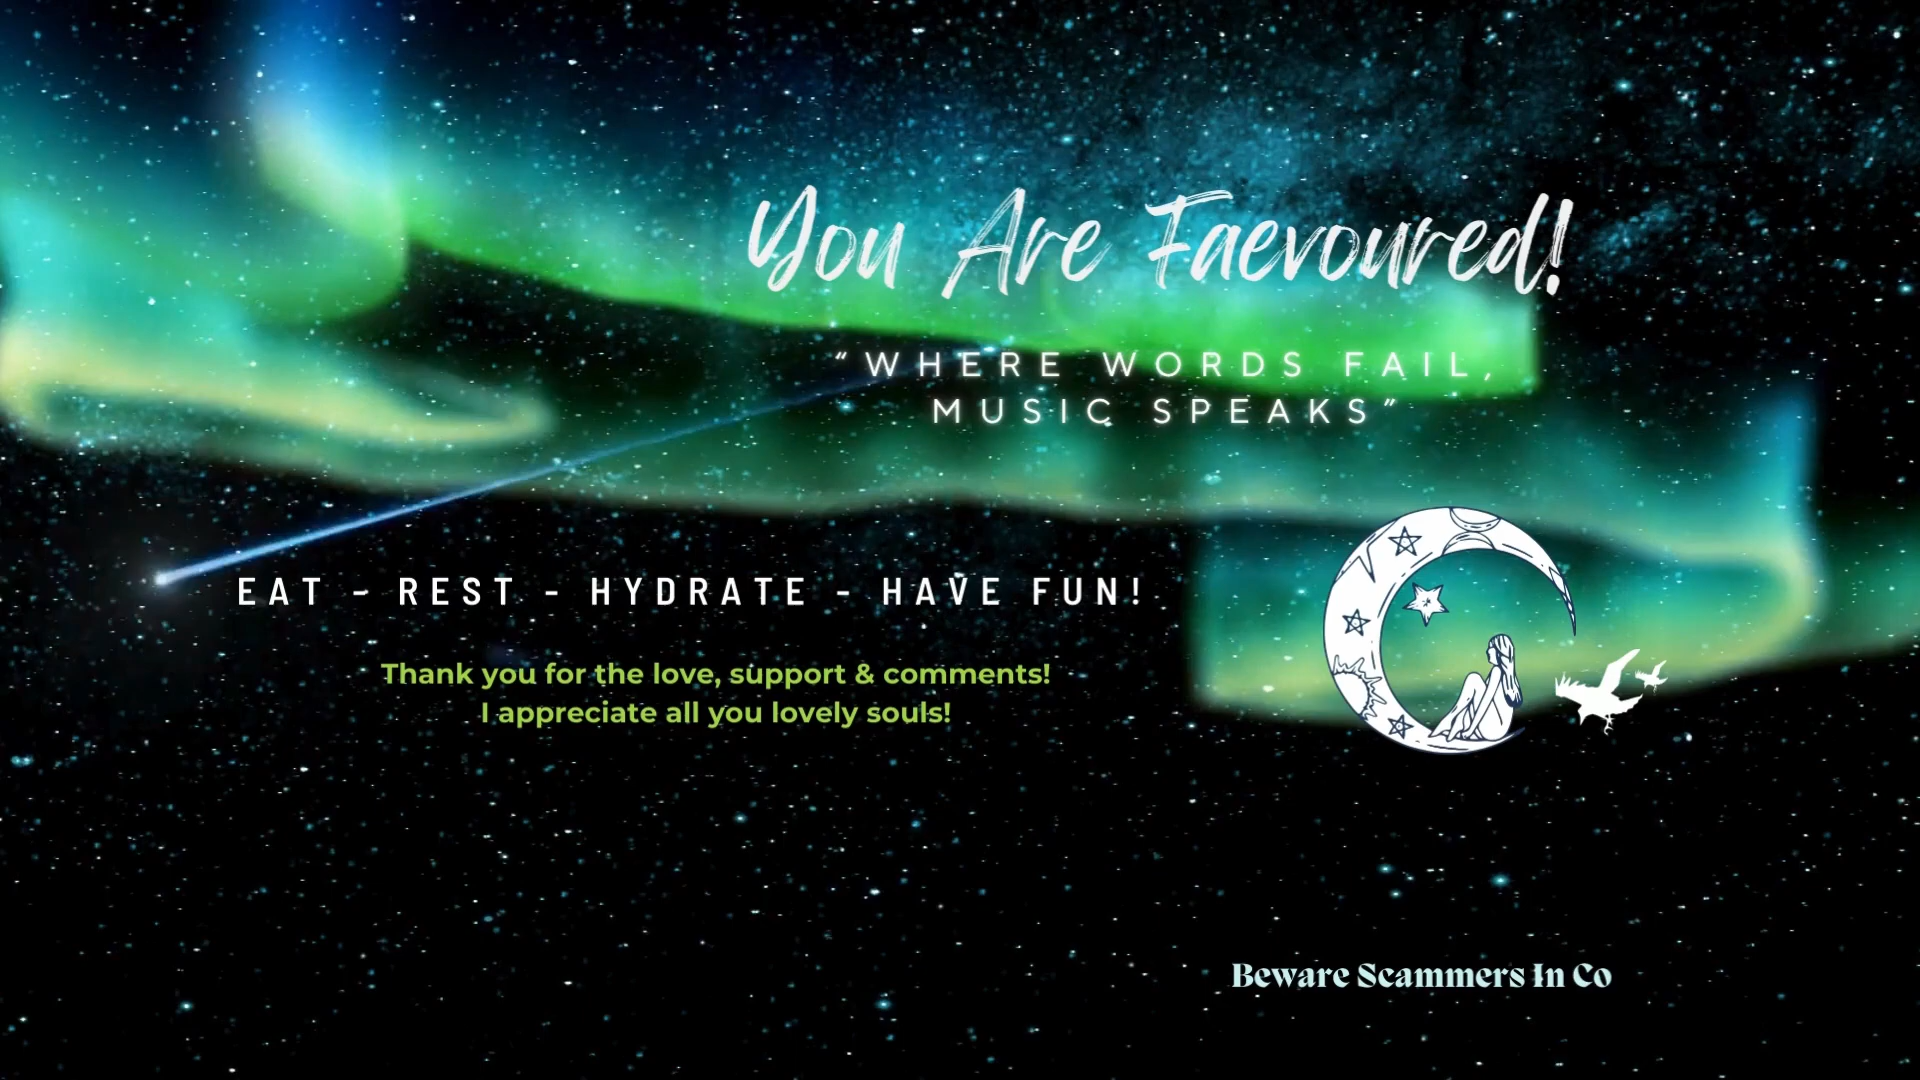 You Are Faevoured!
“WHERE WORDS FAIL,
MUSIC SPEAKS”
EAT - REST - HYDRATE - HAVE FUN!
Thank you for the love, support & comments!
I appreciate all you lovely souls!
Beware Scammers In Co